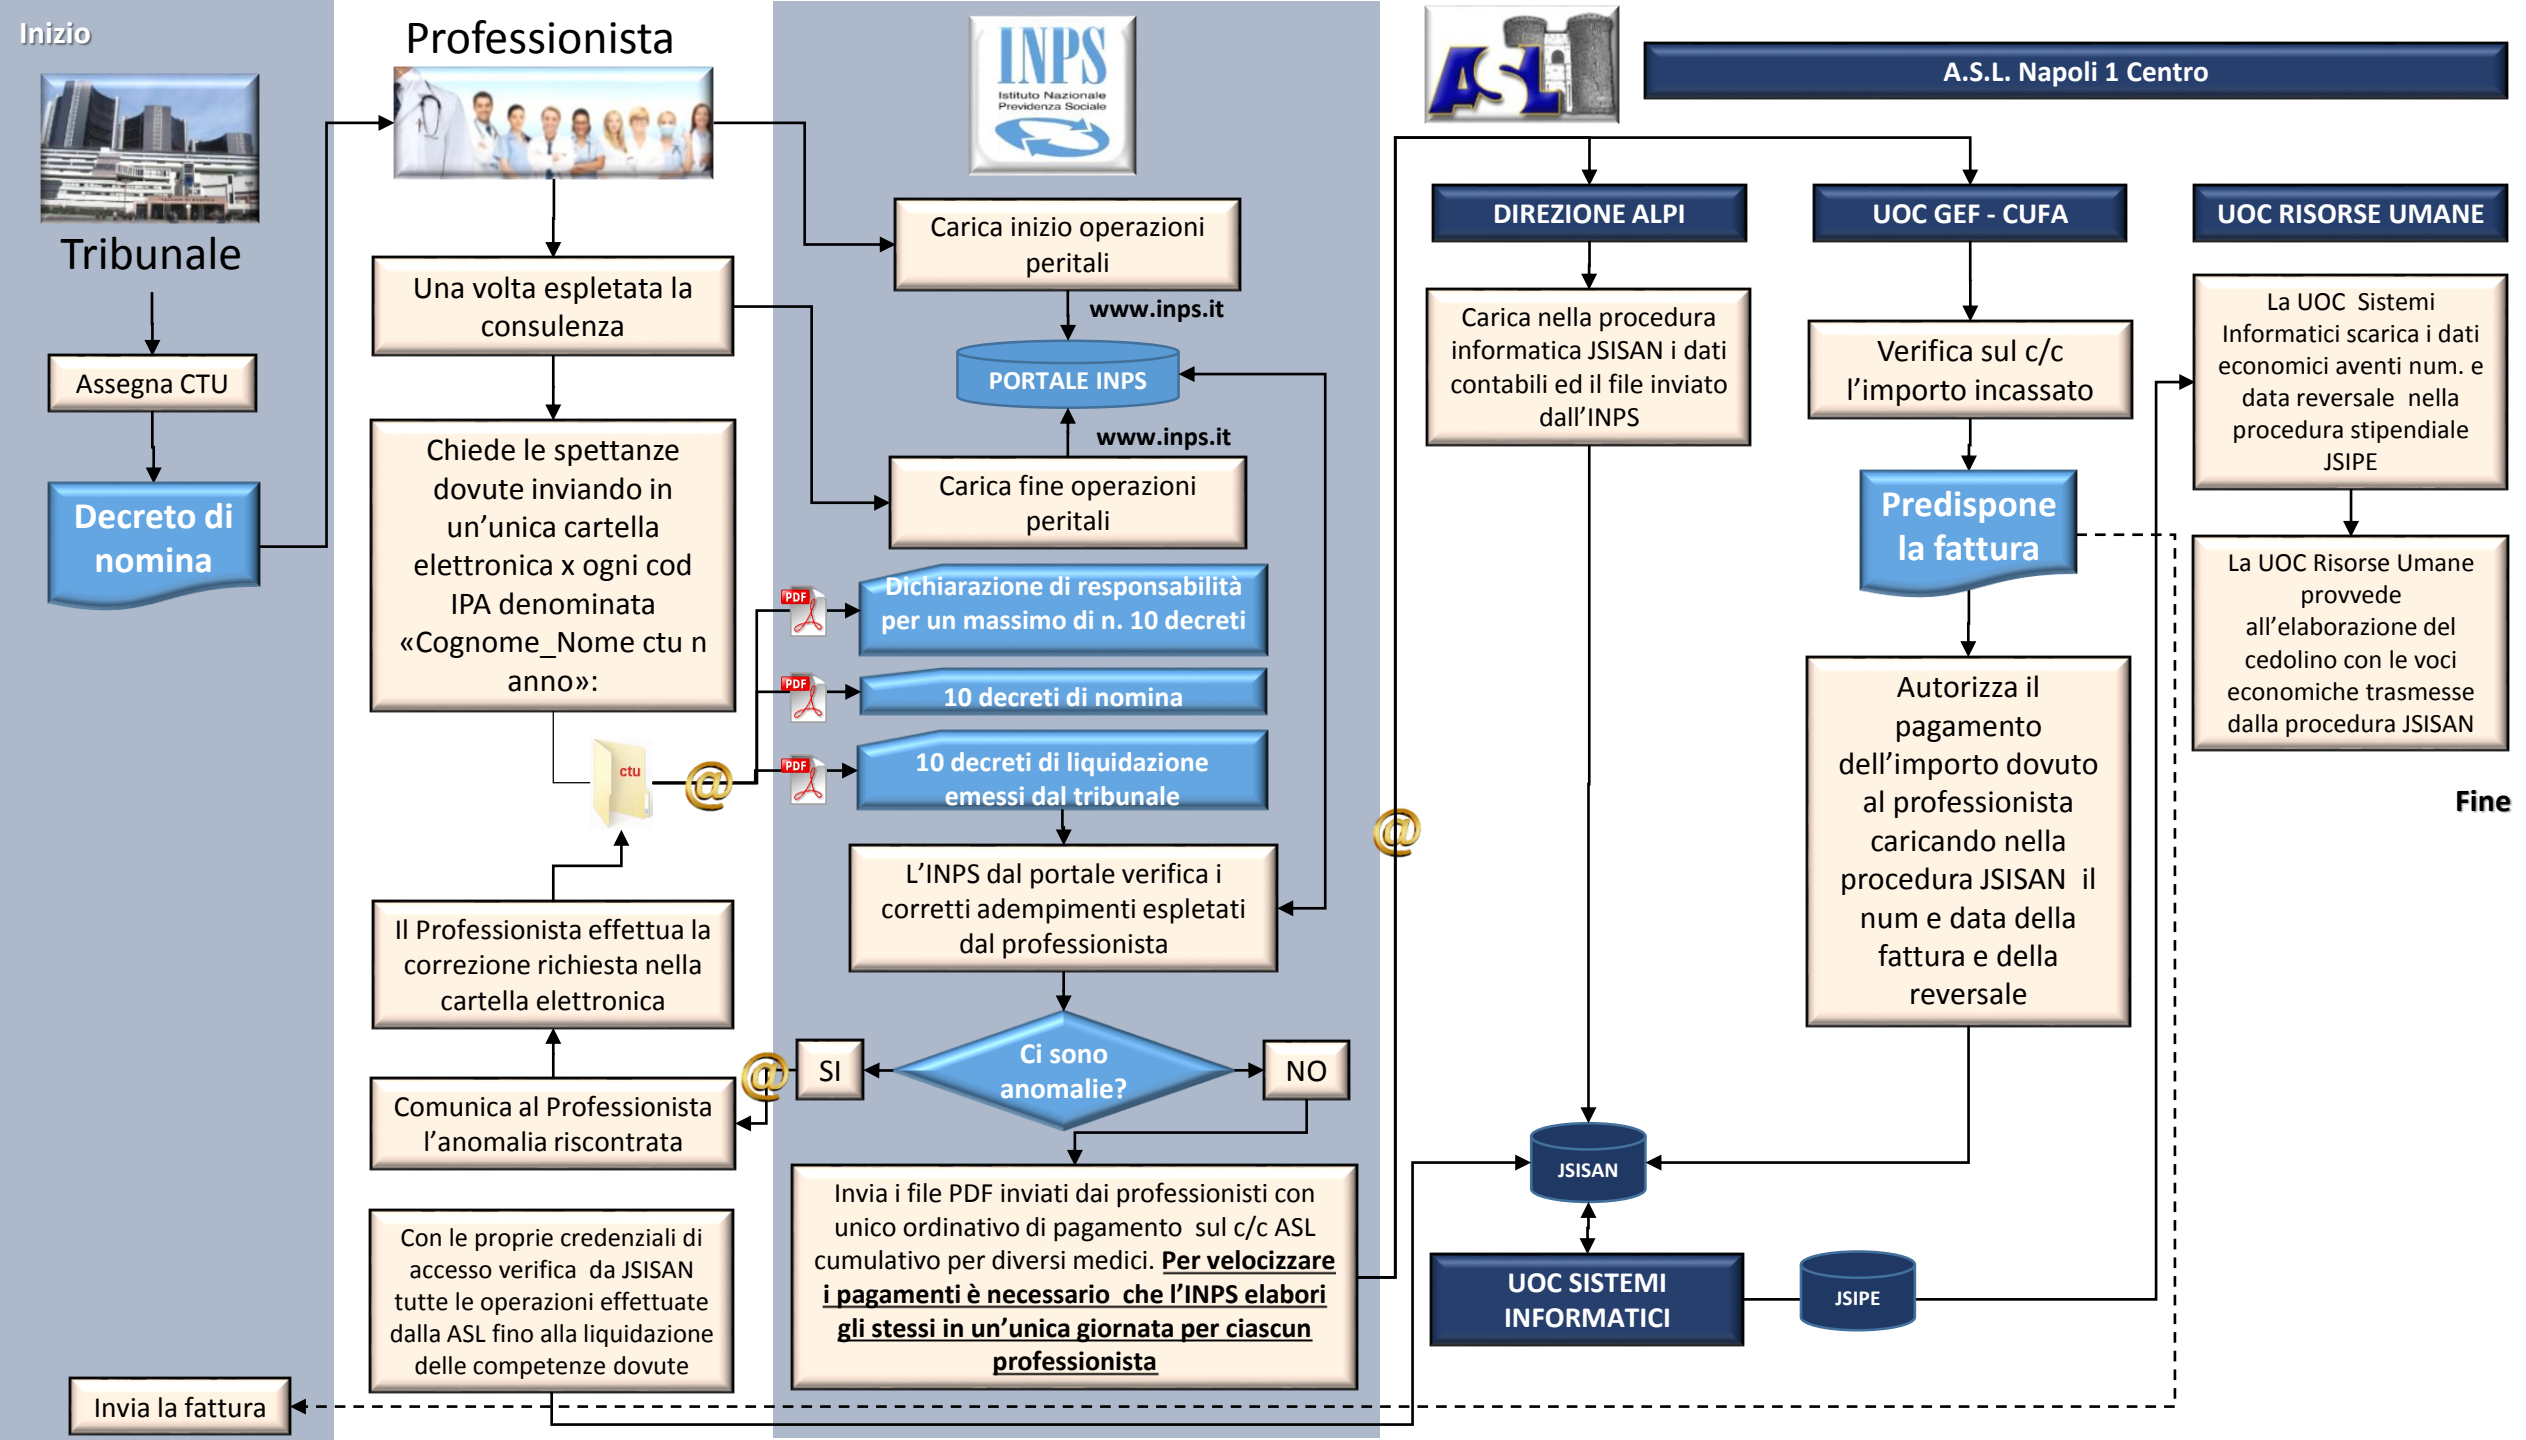 Inizio
Tribunale
Assegna CTU
Decreto di
nomina
Invia la fattura
Professionista
Una volta espletata la
consulenza
Chiede le spettanze
dovute inviando in
un'unica cartella
elettronica x ogni cod
IPA denominata
«Cognome_Nome ctu n
anno»:
ctu
@
Il Professionista effettua la
correzione richiesta nella
cartella elettronica
Comunica al Professionista
l'anomalia riscontrata
@
Con le proprie credenziali di
accesso verifica da JSISAN
tutte le operazioni effettuate
dalla ASL fino alla liquidazione
delle competenze dovute
INPS
Istituto Nazionale
Previdenza Sociale
Carica inizio operazioni
peritali
www.inps.it
PORTALE INPS
www.inps.it
Carica fine operazioni
peritali
PDF
Dichiarazione di responsabilità
per un massimo di n. 10 decreti
PDF
10 decreti di nomina
PDF
10 decreti di liquidazione
emessi dal tribunale
L'INPS dal portale verifica i
corretti adempimenti espletati
dal professionista
Ci sono
anomalie?
SI
NO
Invia i file PDF inviati dai professionisti con
unico ordinativo di pagamento sul c/c ASL
cumulativo per diversi medici. Per velocizzare
i pagamenti è necessario che l'INPS elabori
gli stessi in un'unica giornata per ciascun
professionista
@
ASL
A.S.L. Napoli 1 Centro
DIREZIONE ALPI
Carica nella procedura
informatica JSISAN i dati
contabili ed il file inviato
dall'INPS
JSISAN
UOC SISTEMI
INFORMATICI
JSIPE
UOC GEF - CUFA
Verifica sul c/c
l'importo incassato
Predispone
la fattura
Autorizza il
pagamento
dell'importo dovuto
al professionista
caricando nella
procedura JSISAN il
num e data della
fattura e della
reversale
UOC RISORSE UMANE
La UOC Sistemi
Informatici scarica i dati
economici aventi num. e
data reversale nella
procedura stipendiale
JSIPE
La UOC Risorse Umane
provvede
all'elaborazione del
cedolino con le voci
economiche trasmesse
dalla procedura JSISAN
Fine